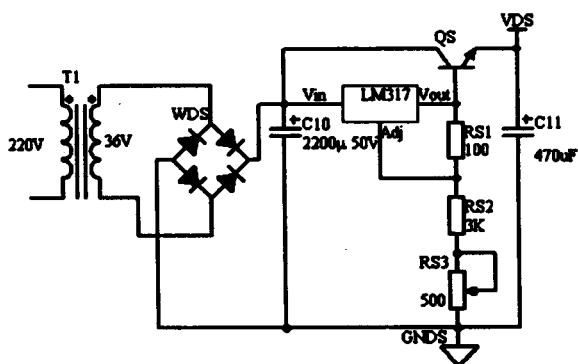 VDS
QS
T1
WDS
Vin
LM317
Vout
220V
36V
C10
2200μ 50V
Adj
RS1
100
C11
470uF
RS2
3K
RS3
500
GNDS